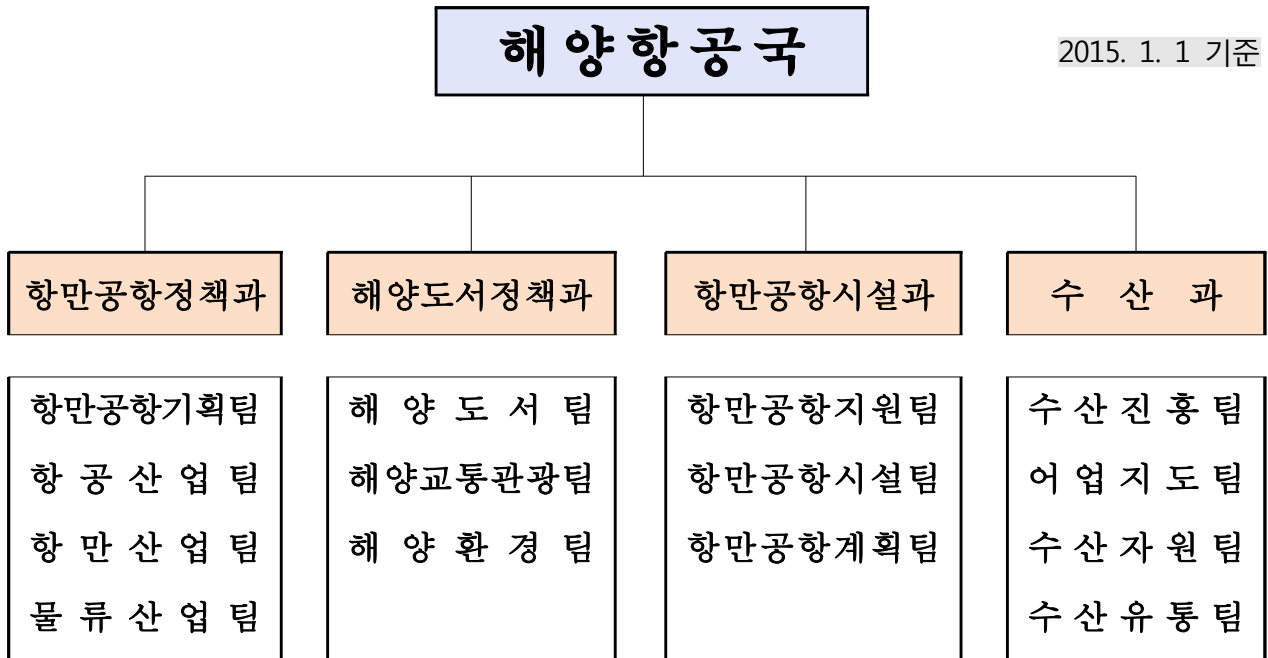 해양항공국
2015. 1. 1 기준
항만공항정책과
해양도서정책과
항만공항시설과
수 산 과
항만공항기획팀
항 공 산 업 팀
항 만 산 업 팀
물 류 산 업 팀
해 양 도 서 팀
해양교통관광팀
해 양 환 경 팀
항만공항지원팀
항만공항시설팀
항만공항계획팀
수 산 진 흥 팀
어 업 지 도 팀
수 산 자 원 팀
수 산 유 통 팀